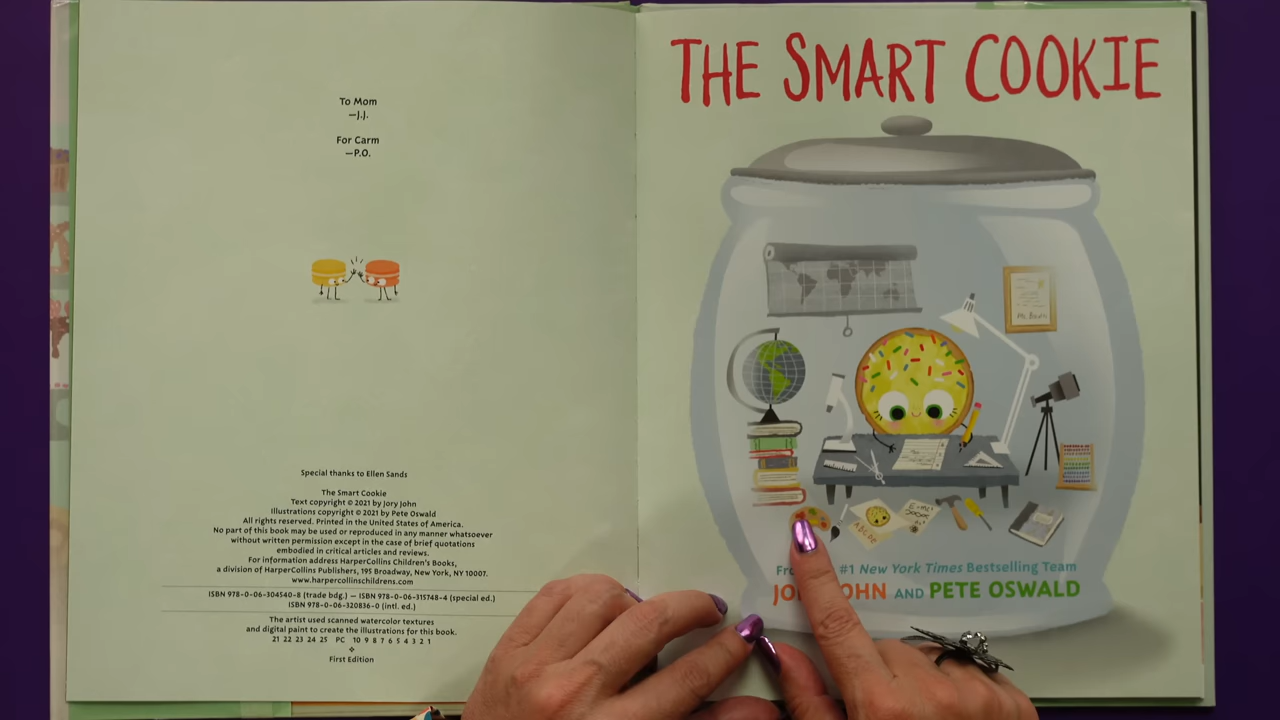 To Mom
—J.J.
For Carm
—P.O.
Special thanks to Ellen Sands
The Smart Cookie
Text copyright © 2021 by Jory John
Illustrations copyright © 2021 by Pete Oswald
All rights reserved. Printed in the United States of America.
No part of this book may be used or reproduced in any manner whatsoever
without written permission except in the case of brief quotations
embodied in critical articles and reviews.
For information address HarperCollins Children's Books,
a division of HarperCollins Publishers, 195 Broadway, New York, NY 10007.
www.harpercollinschildrens.com
ISBN 978-0-06-304540-8 (trade bdg.) — ISBN 978-0-06-315748-4 (special ed.)
ISBN 978-0-06-320836-0 (intl. ed.)
The artist used scanned watercolor textures
and digital paint to create the illustrations for this book.
21 22 23 24 25 PC 10 9 8 7 6 5 4 3 2 1
First Edition
THE SMART COOKIE
ABCDE
#1 New York Times Bestselling Team
JOHN AND PETE OSWALD